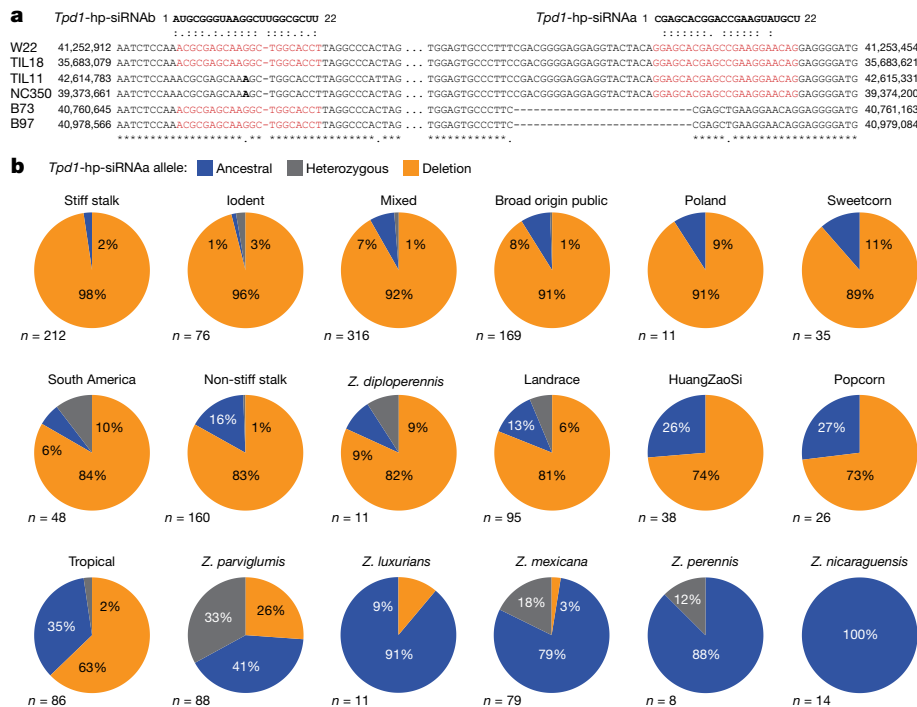 a
Tpd1-hp-siRNAb 1 AUGCGGGUAAGGCUUGGCGCUU 22 Tpd1-hp-siRNAa 1 CGAGCACGGACCGAAGUAUGCU 22
W22 41,252,912 AATCTCCAAACGCGAGCAAGGC-TGGCACCTTAGGCCCACTAG ... TGGAGTGCCCTTCGACGGGGAGGAGGTACTACAGGGAGCACGAGCCGAAGGAACAGGAGGGGATG 41,253,454
TIL18 35,683,079 AATCTCCAAACGCGAGCAAGGC-TGGCACCTTAGGCCCACTAG ... TGGAGTGCCCTTCGACGGGGAGGAGGTACTACAGGGAGCACGAGCCGAAGGAACAGGAGGGGATG 35,683,621
TIL11 42,614,783 AATCTCCAAACGCGAGCAAAGC-TGGCACCTTAGGCCCACTAG ... TGGAGTGCCCTTCGACGGGGAGGAGGTACTACAGGGAGCACGAGCCGAAGGAACAGGAGGGGATG 42,615,331
NC350 39,373,661 AATCTCCAAACGCGAGCAAAGC-TGGCACCTTAGGCCCACTAG ... TGGAGTGCCCTTCGACGGGGAGGAGGTACTACAGGGAGCACGAGCCGAAGGAACAGGAGGGGATG 39,374,200
B73 40,760,645 AATCTCCAAACGCGAGCAAGGC-TGGCACCTTAGGCCCACTAG ... TGGAGTGCCCTTC-------------------------------CGAGCTGAAGGAACAGGAGGGGATG 40,761,163
B97 40,978,566 AATCTCCAAACGCGAGCAAGGC-TGGCACCTTAGGCCCACTAG ... TGGAGTGCCCTTC-------------------------------CGAGCTGAAGGAACAGGAGGGGATG 40,979,084
b
Tpd1-hp-siRNAa allele: Ancestral Heterozygous Deletion
Stiff stalk Iodent Mixed Broad origin public Poland Sweetcorn
2% 1% 3% 7% 1% 8% 1% 9% 11%
98% 96% 92% 91% 91% 89%
n = 212 n = 76 n = 316 n = 169 n = 11 n = 35
South America Non-stiff stalk Z. diploperennis Landrace HuangZaoSi Popcorn
6% 10% 16% 1% 9% 9% 13% 6% 26% 27%
84% 83% 82% 81% 74% 73%
n = 48 n = 160 n = 11 n = 95 n = 38 n = 26
Tropical Z. parviglumis Z. luxurians Z. mexicana Z. perennis Z. nicaraguensis
35% 2% 33% 26% 9% 18% 3% 12% 100%
63% 41% 91% 79% 88%
n = 86 n = 88 n = 11 n = 79 n = 8 n = 14